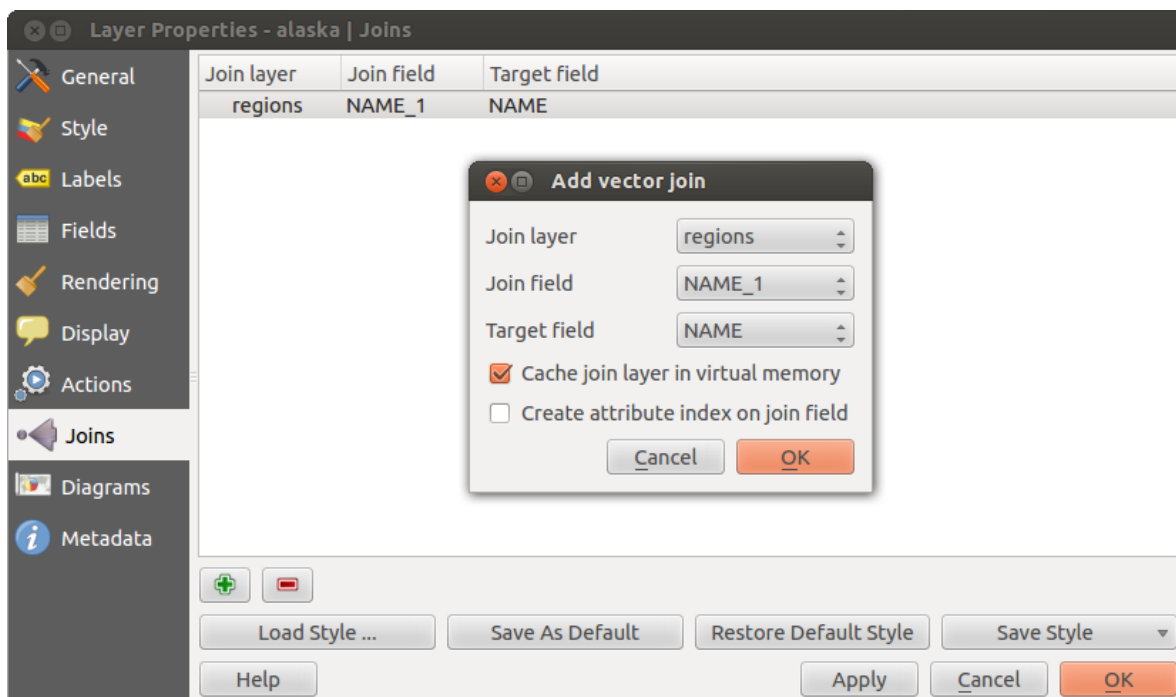 Layer Properties - alaska | Joins
General
Style
Labels
Fields
Rendering
Display
Actions
Joins
Diagrams
Metadata
abc
Join layer Join field Target field
regions NAME_1 NAME
Add vector join
Join layer regions
Join field NAME_1
Target field NAME
Cache join layer in virtual memory
Create attribute index on join field
Cancel OK
Load Style ... Save As Default Restore Default Style Save Style
Help Apply Cancel OK